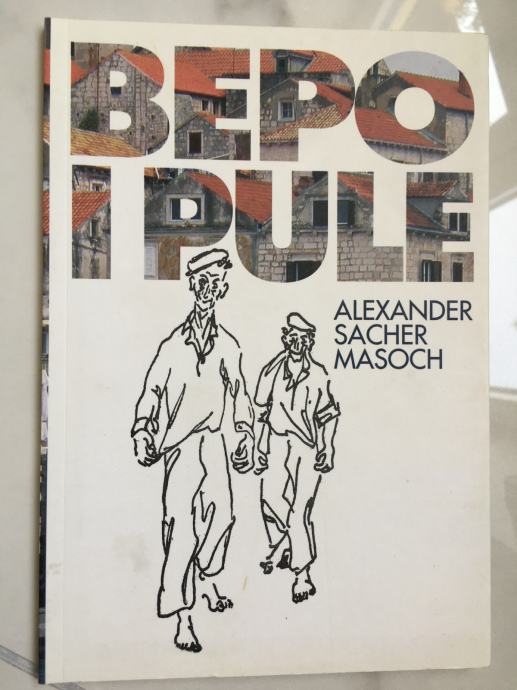 BEPO
I PULE
ALEXANDER
SACHER
MASOCH